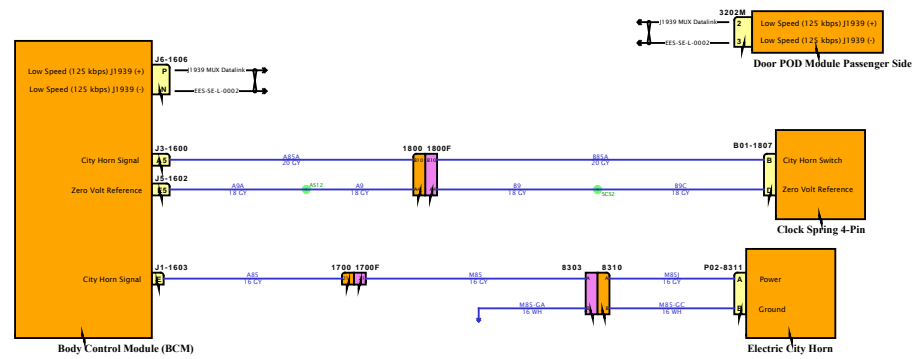 3202M
J1939 MUX Datalink
2
Low Speed (125 kbps) J1939 (+)
EES-SE-L-0002
3
Low Speed (125 kbps) J1939 (-)
Door POD Module Passenger Side
J6-1606
Low Speed (125 kbps) J1939 (+)
P
J1939 MUX Datalink
Low Speed (125 kbps) J1939 (-)
N
EES-SE-L-0002
J3-1600
1800 1800F
B01-1807
City Horn Signal
A5
A85A
20 GY
B10
B10
B85A
20 GY
B
City Horn Switch
J5-1602
Zero Volt Reference
E5
A9A
18 GY
AS12
A9
18 GY
B9
18 GY
SCS2
B9C
18 GY
D
Zero Volt Reference
Clock Spring 4-Pin
J1-1603
1700 1700F
8303
8310
P02-8311
City Horn Signal
E
A85
16 GY
M85
16 GY
A
A
M85J
16 GY
A
Power
M85-GA
16 WH
B
M85-GC
16 WH
B
Ground
Body Control Module (BCM)
Electric City Horn